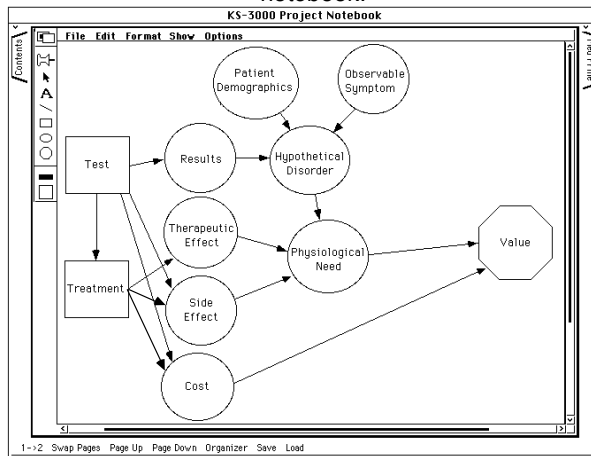 notebook.
KS-3000 Project Notebook
Contents
File Edit Format Show Options
A
Patient
Demographics
Observable
Symptom
Test
Results
Hypothetical
Disorder
Therapeutic
Effect
Physiological
Need
Value
Treatment
Side
Effect
Cost
1->2 Swap Pages Page Up Page Down Organizer Save Load